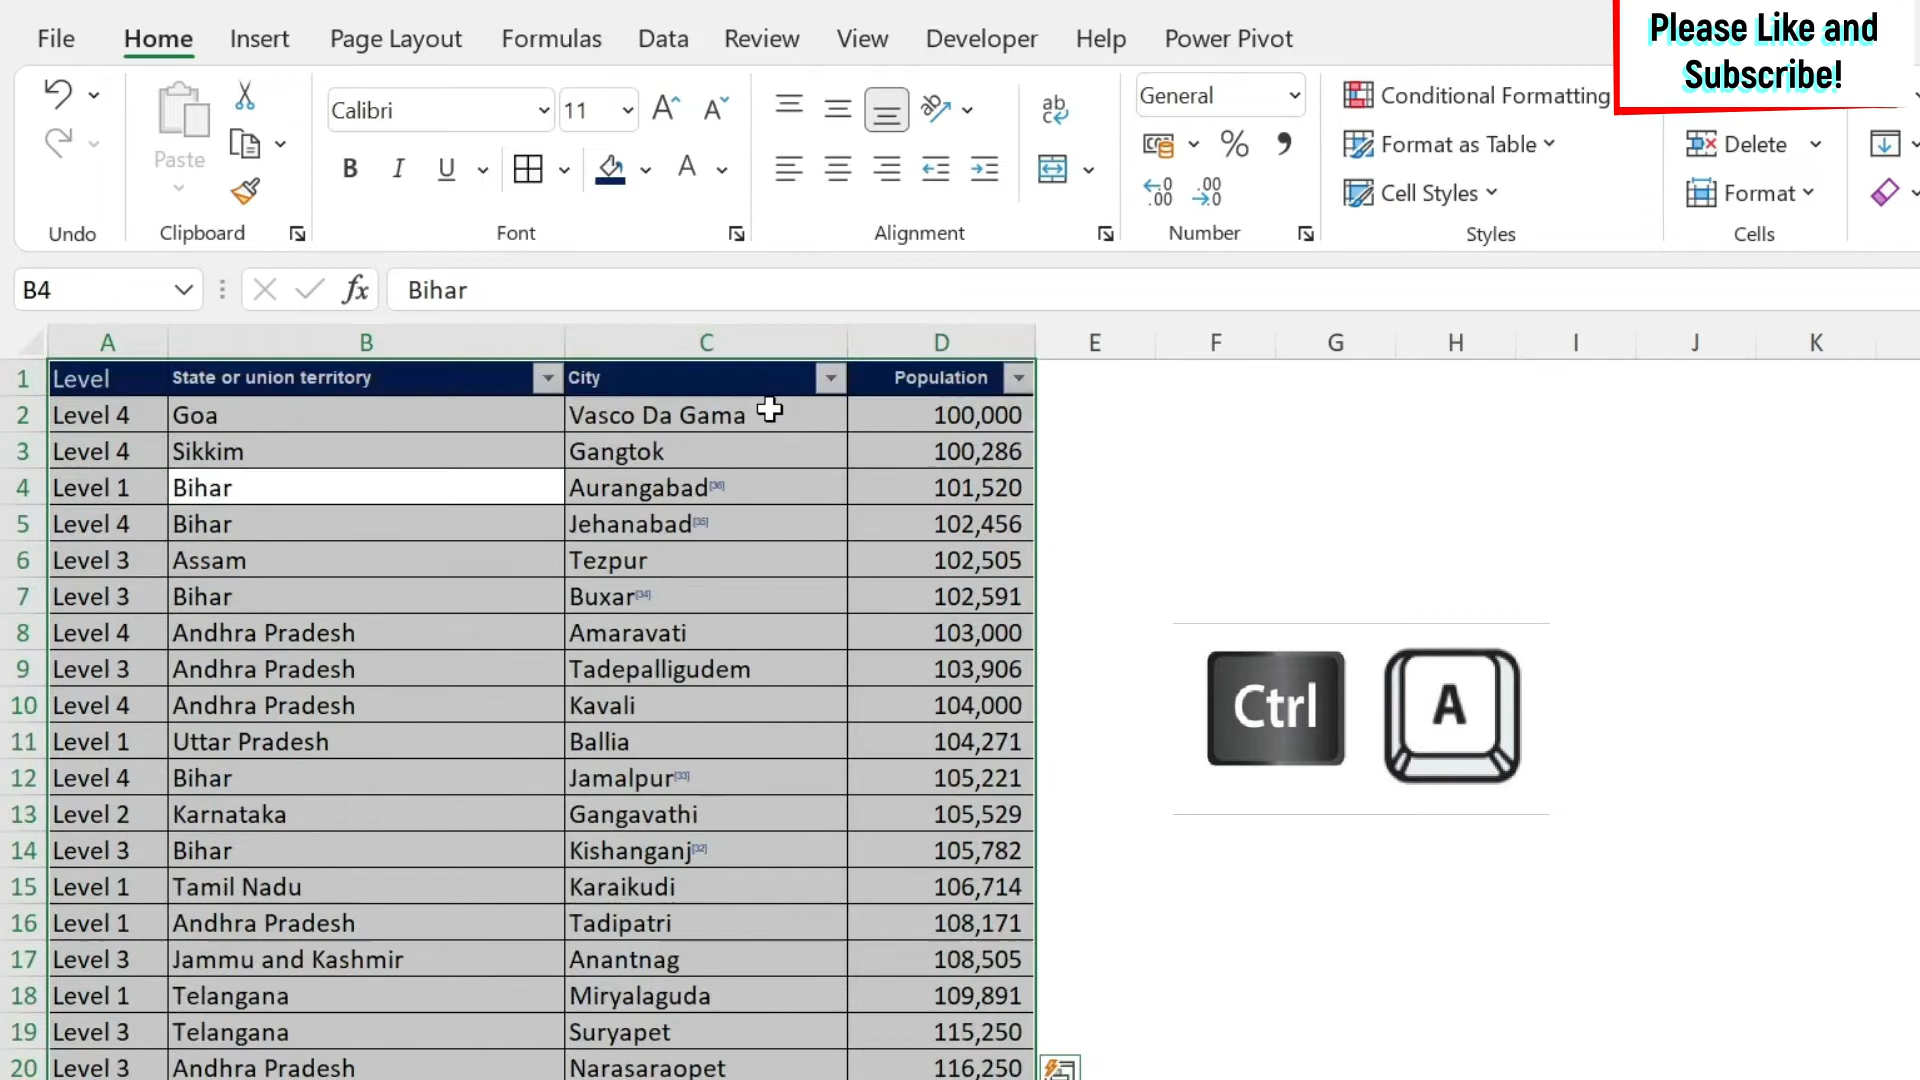 File Home Insert Page Layout Formulas Data Review View Developer Help Power Pivot
Please Like and
Subscribe!
Paste
Calibri 11
B I U A
ab
General
% 9
Conditional Formatting
Format as Table
Cell Styles
Delete
Format
Undo Clipboard Font Alignment Number Styles Cells
B4 fx Bihar
A B C D E F G H I J K
1 Level State or union territory City Population
2 Level 4 Goa Vasco Da Gama 100,000
3 Level 4 Sikkim Gangtok 100,286
4 Level 1 Bihar Aurangabad[36] 101,520
5 Level 4 Bihar Jehanabad[35] 102,456
6 Level 3 Assam Tezpur 102,505
7 Level 3 Bihar Buxar[34] 102,591
8 Level 4 Andhra Pradesh Amaravati 103,000
9 Level 3 Andhra Pradesh Tadepalligudem 103,906
10 Level 4 Andhra Pradesh Kavali 104,000
11 Level 1 Uttar Pradesh Ballia 104,271
12 Level 4 Bihar Jamalpur[33] 105,221
13 Level 2 Karnataka Gangavathi 105,529
14 Level 3 Bihar Kishanganj[32] 105,782
15 Level 1 Tamil Nadu Karaikudi 106,714
16 Level 1 Andhra Pradesh Tadipatri 108,171
17 Level 3 Jammu and Kashmir Anantnag 108,505
18 Level 1 Telangana Miryalaguda 109,891
19 Level 3 Telangana Suryapet 115,250
20 Level 3 Andhra Pradesh Narasaraopet 116,250
Ctrl A